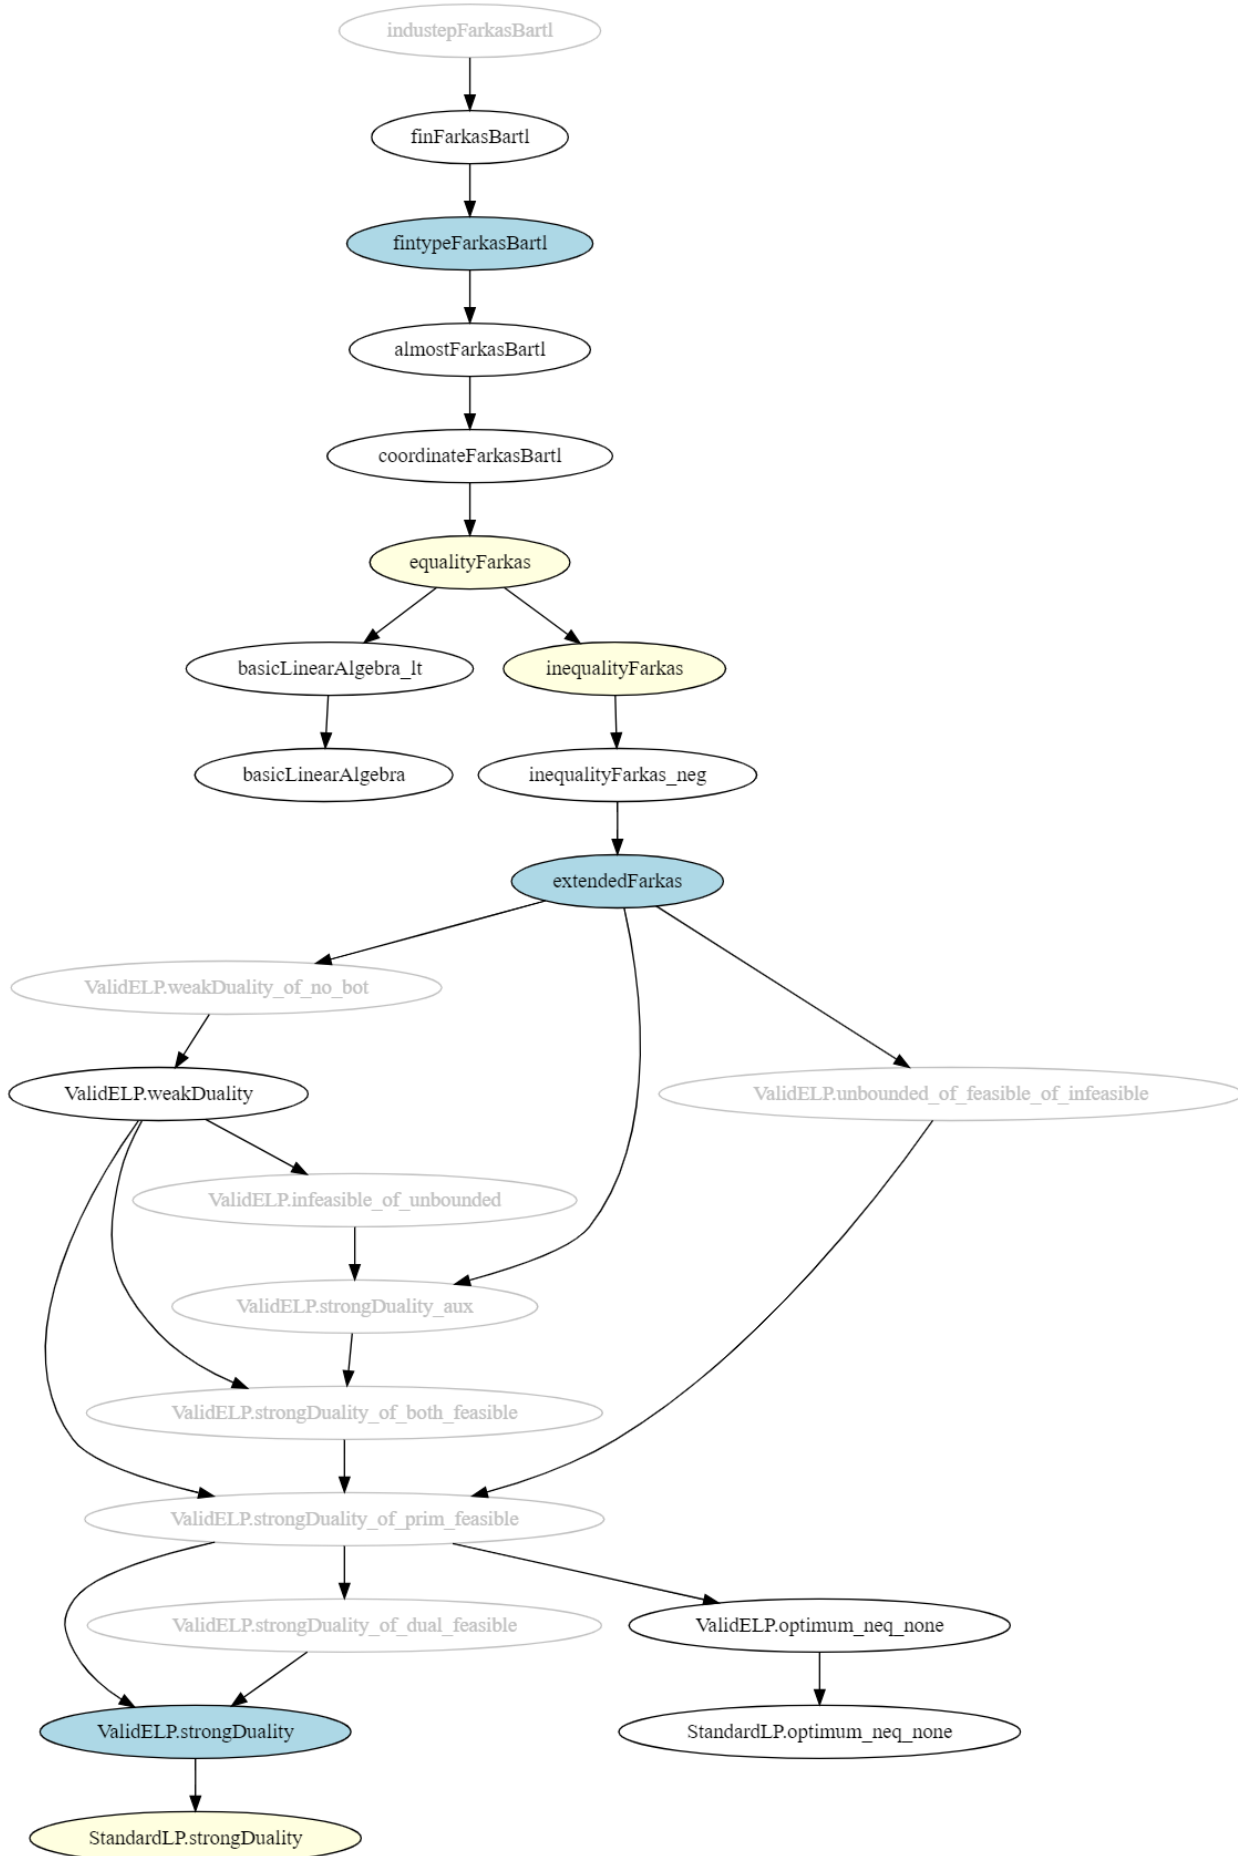 industepFarkasBartl
finFarkasBartl
fintypeFarkasBartl
almostFarkasBartl
coordinateFarkasBartl
equalityFarkas
basicLinearAlgebra_lt
inequalityFarkas
basicLinearAlgebra
inequalityFarkas_neg
extendedFarkas
ValidELP.weakDuality_of_no_bot
ValidELP.weakDuality
ValidELP.unbounded_of_feasible_of_infeasible
ValidELP.infeasible_of_unbounded
ValidELP.strongDuality_aux
ValidELP.strongDuality_of_both_feasible
ValidELP.strongDuality_of_prim_feasible
ValidELP.strongDuality_of_dual_feasible
ValidELP.optimum_neq_none
ValidELP.strongDuality
StandardLP.optimum_neq_none
StandardLP.strongDuality